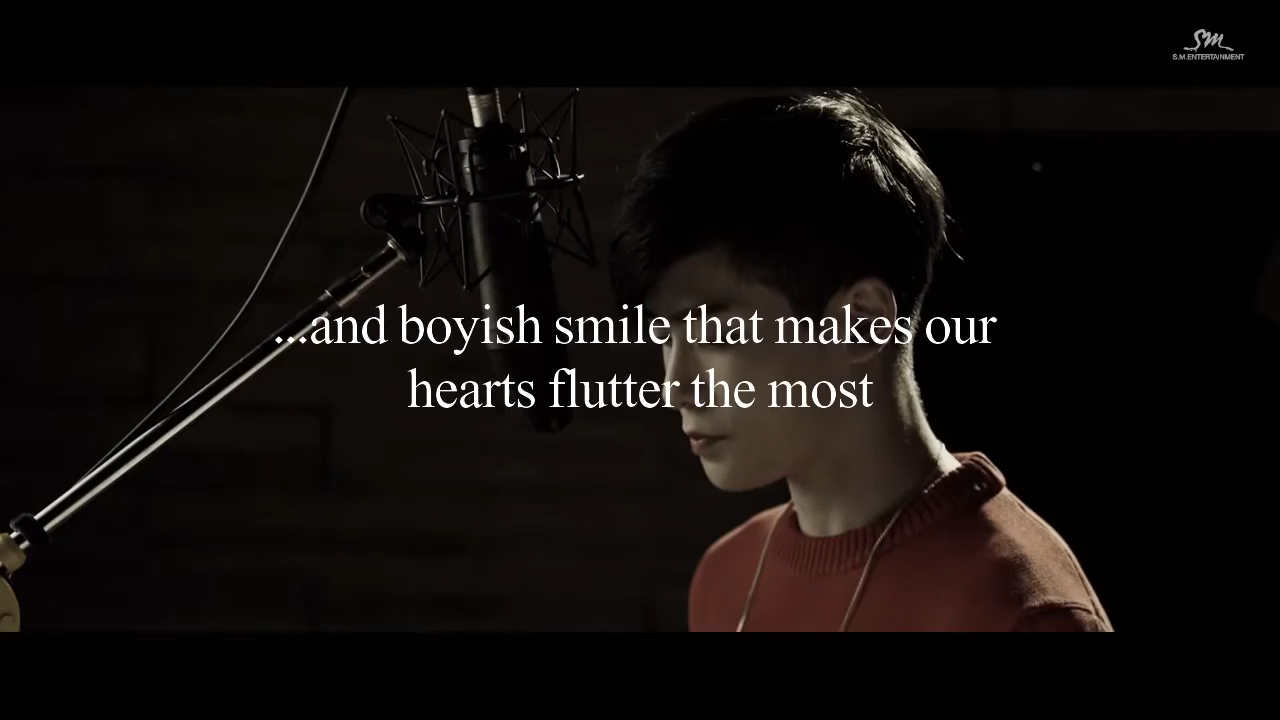 SM
S.M.ENTERTAINMENT
...and boyish smile that makes our
hearts flutter the most